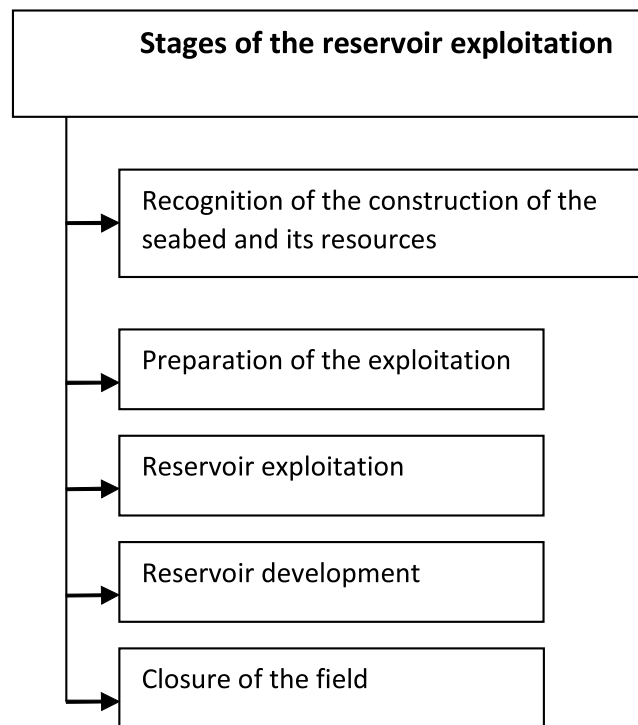 Stages of the reservoir exploitation
Recognition of the construction of the
seabed and its resources
Preparation of the exploitation
Reservoir exploitation
Reservoir development
Closure of the field